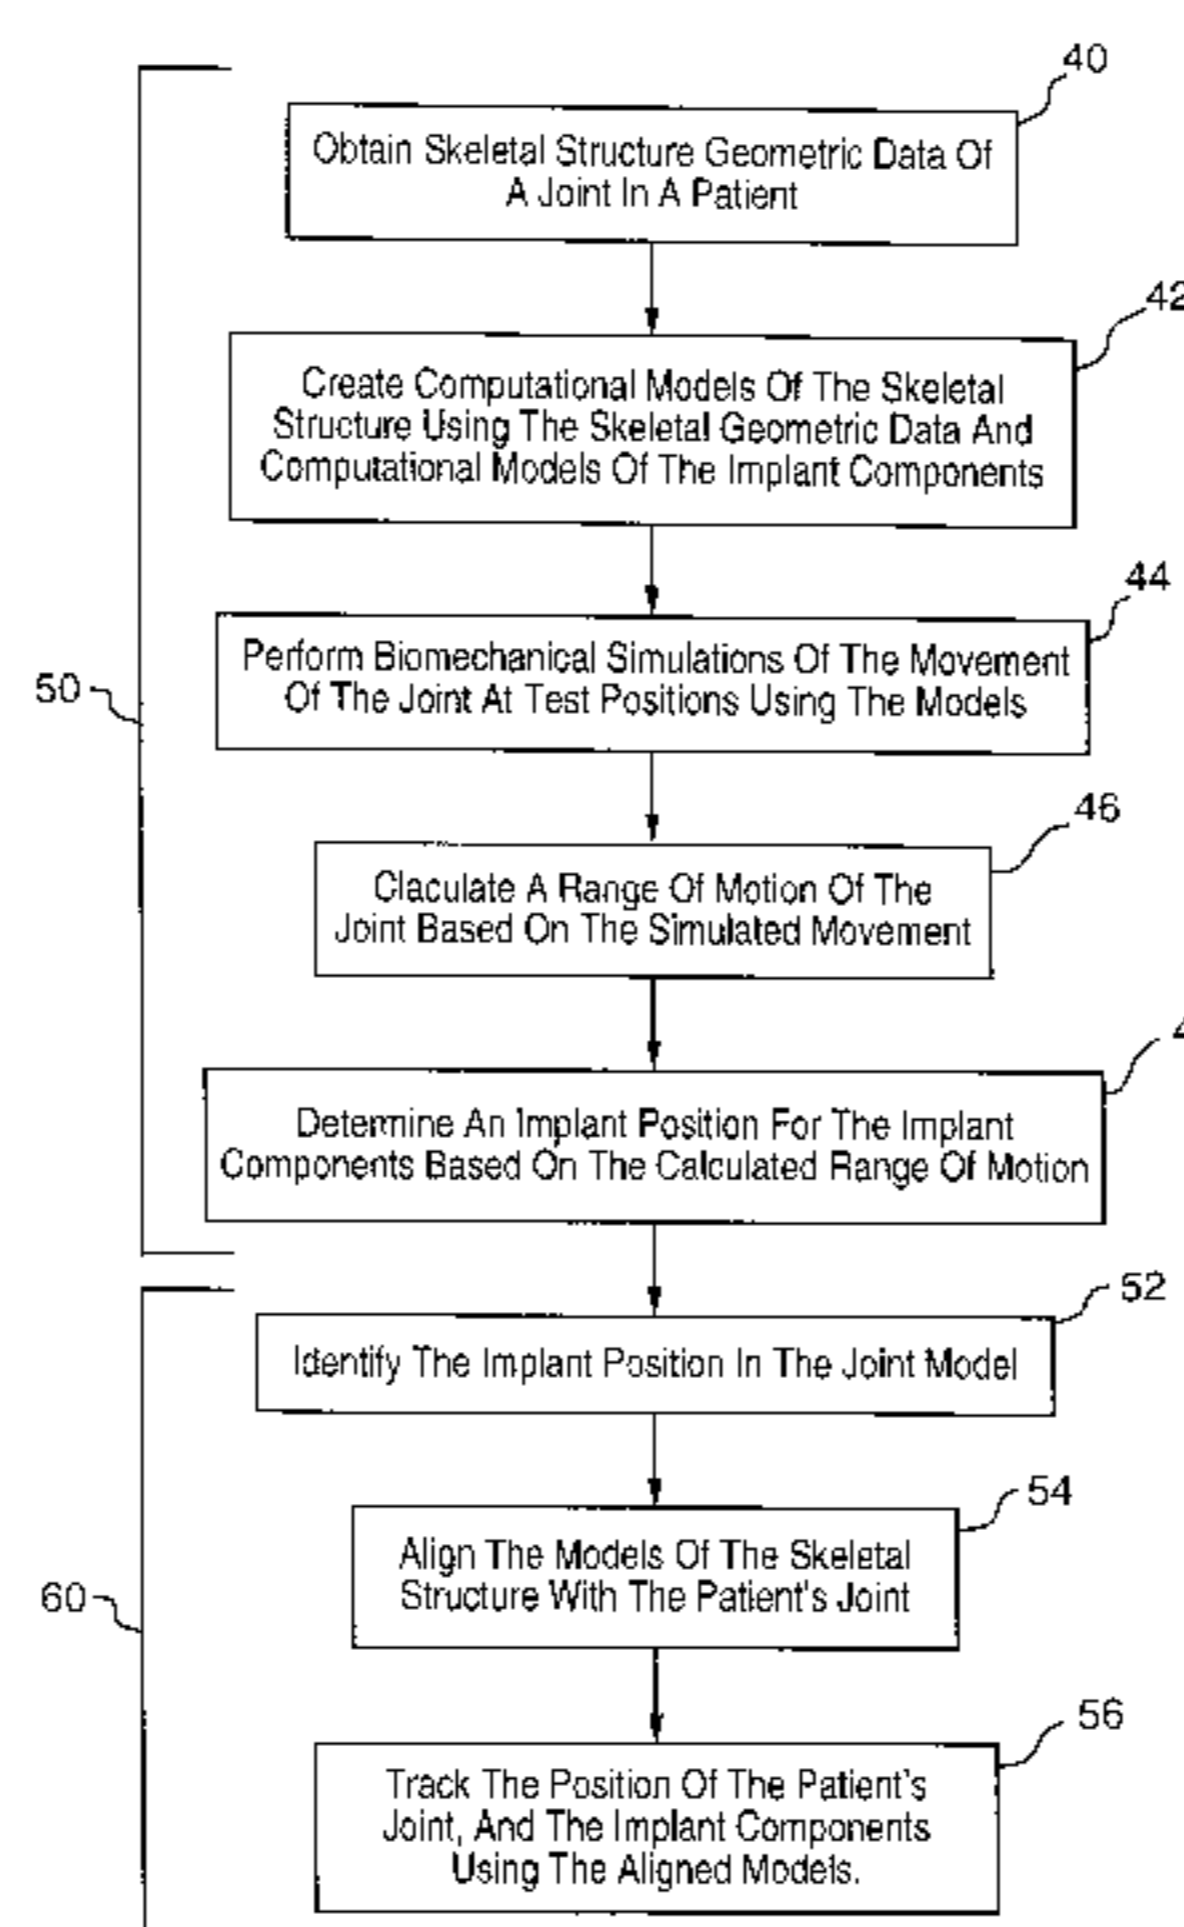 40
Obtain Skeletal Structure Geometric Data Of
A Joint In A Patient
42
Create Computational Models Of The Skeletal
Structure Using The Skeletal Geometric Data And
Computational Models Of The Implant Components
44
Perform Biomechanical Simulations Of The Movement
Of The Joint At Test Positions Using The Models
50
46
Claculate A Range Of Motion Of The
Joint Based On The Simulated Movement
Determine An Implant Position For The Implant
Components Based On The Calculated Range Of Motion
52
Identify The Implant Position In The Joint Model
54
Align The Models Of The Skeletal
Structure With The Patient's Joint
60
56
Track The Position Of The Patient's
Joint, And The Implant Components
Using The Aligned Models.